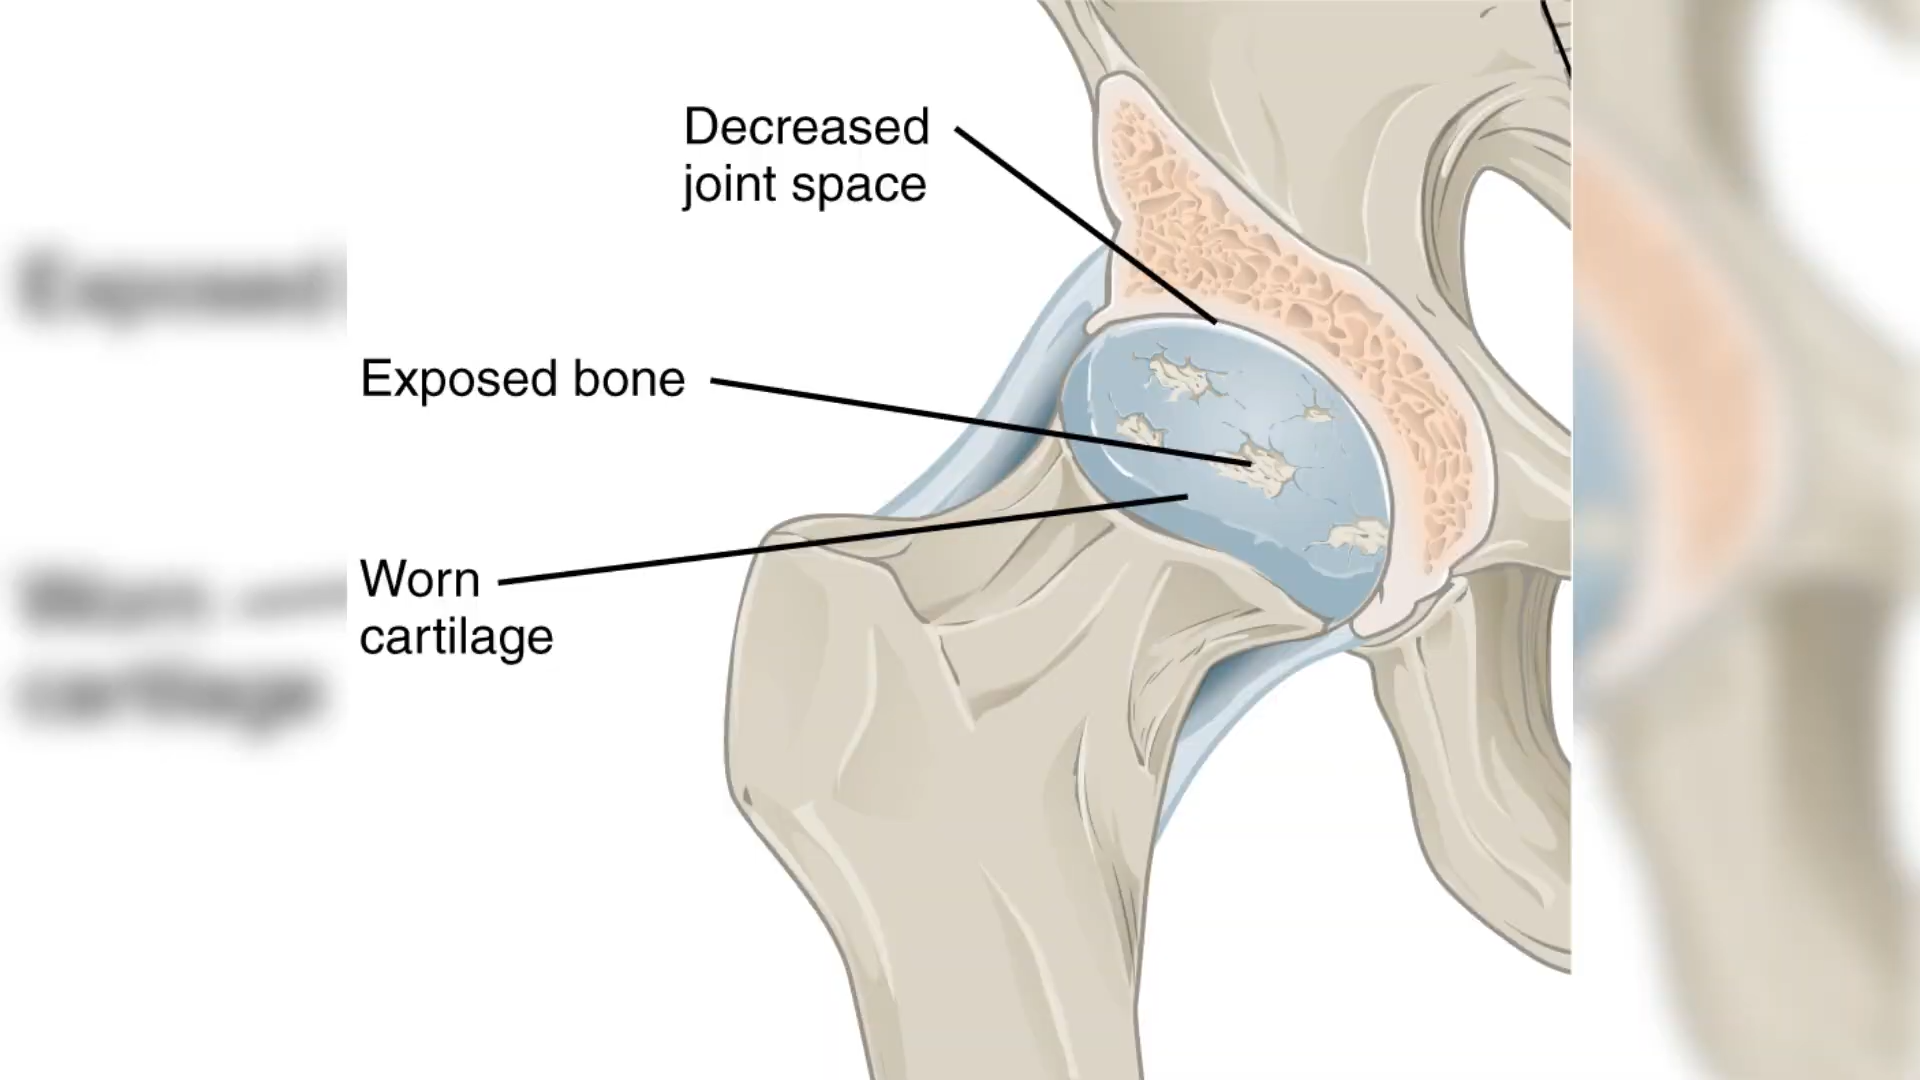 Decreased
joint space
Exposed bone
Worn
cartilage